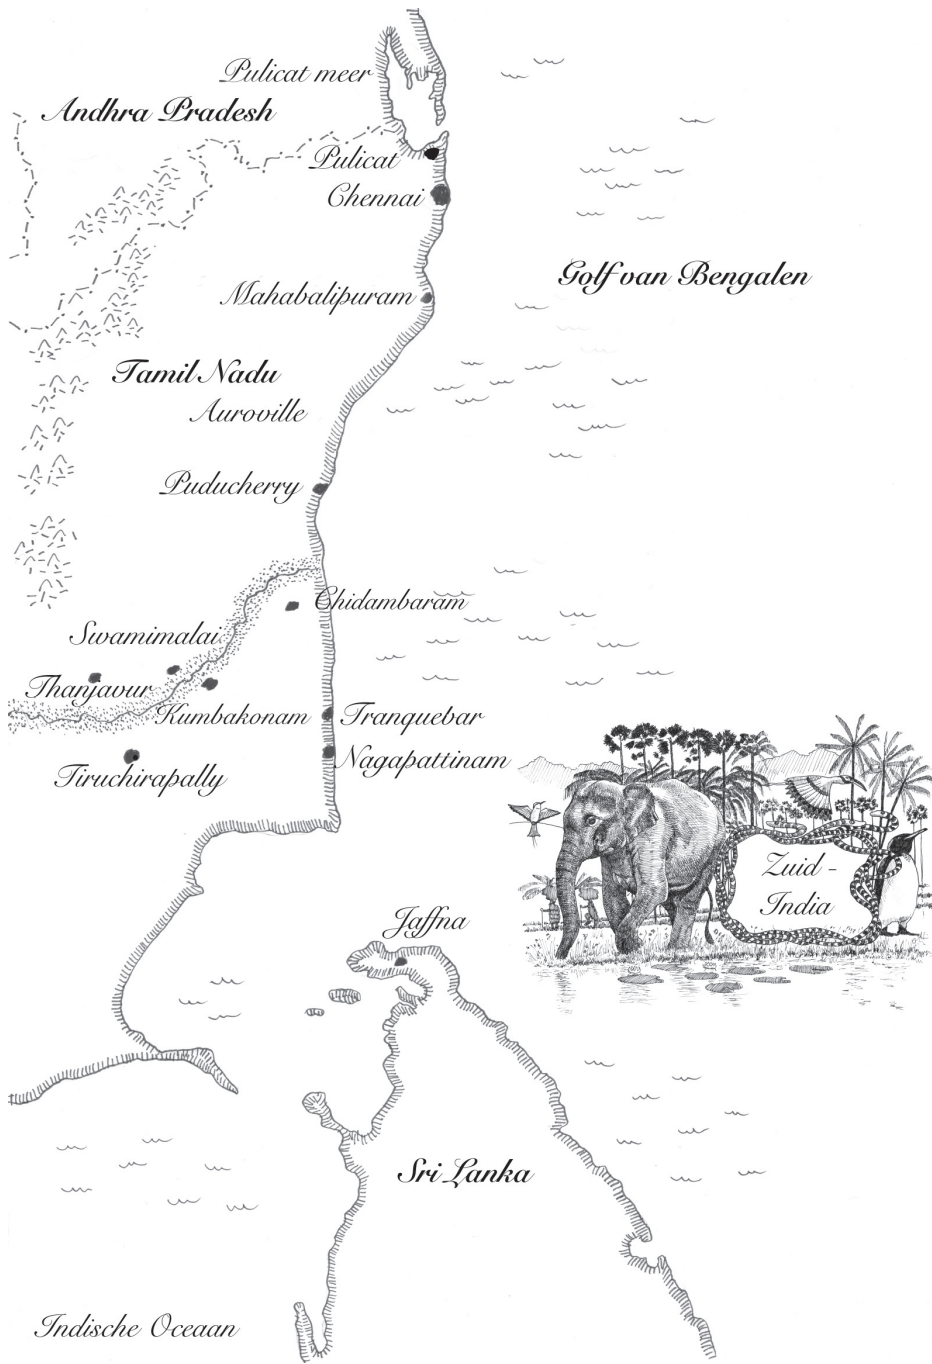 Pulicat meer
Andhra Pradesh
Pulicat
Chennai
Golf van Bengalen
Mahabalipuram
Tamil Nadu
Auroville
Puducherry
Chidambaram
Swamimalai
Thanjavur
Kumbakonam
Tranquebar
Nagapattinam
Tiruchirapally
Zuid -
India
Jaffna
Sri Lanka
Indische Oceaan